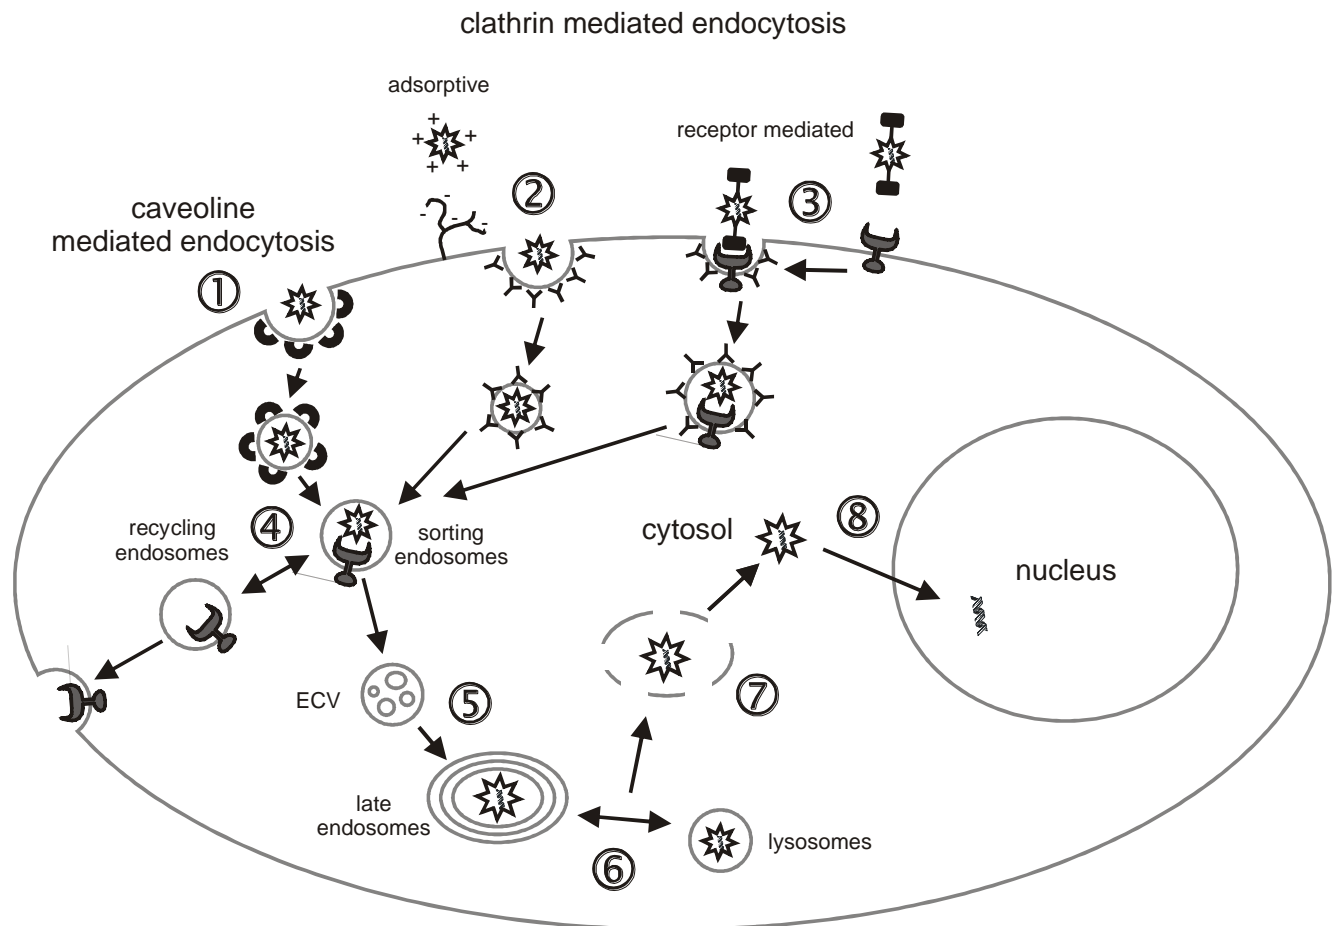 clathrin mediated endocytosis
adsorptive
+
+ +
+ +
receptor mediated
②
③
- -
- -
caveoline
mediated endocytosis
①
recycling
endosomes
④
sorting
endosomes
cytosol
⑧
nucleus
ECV
⑤
⑦
late
endosomes
⑥
lysosomes